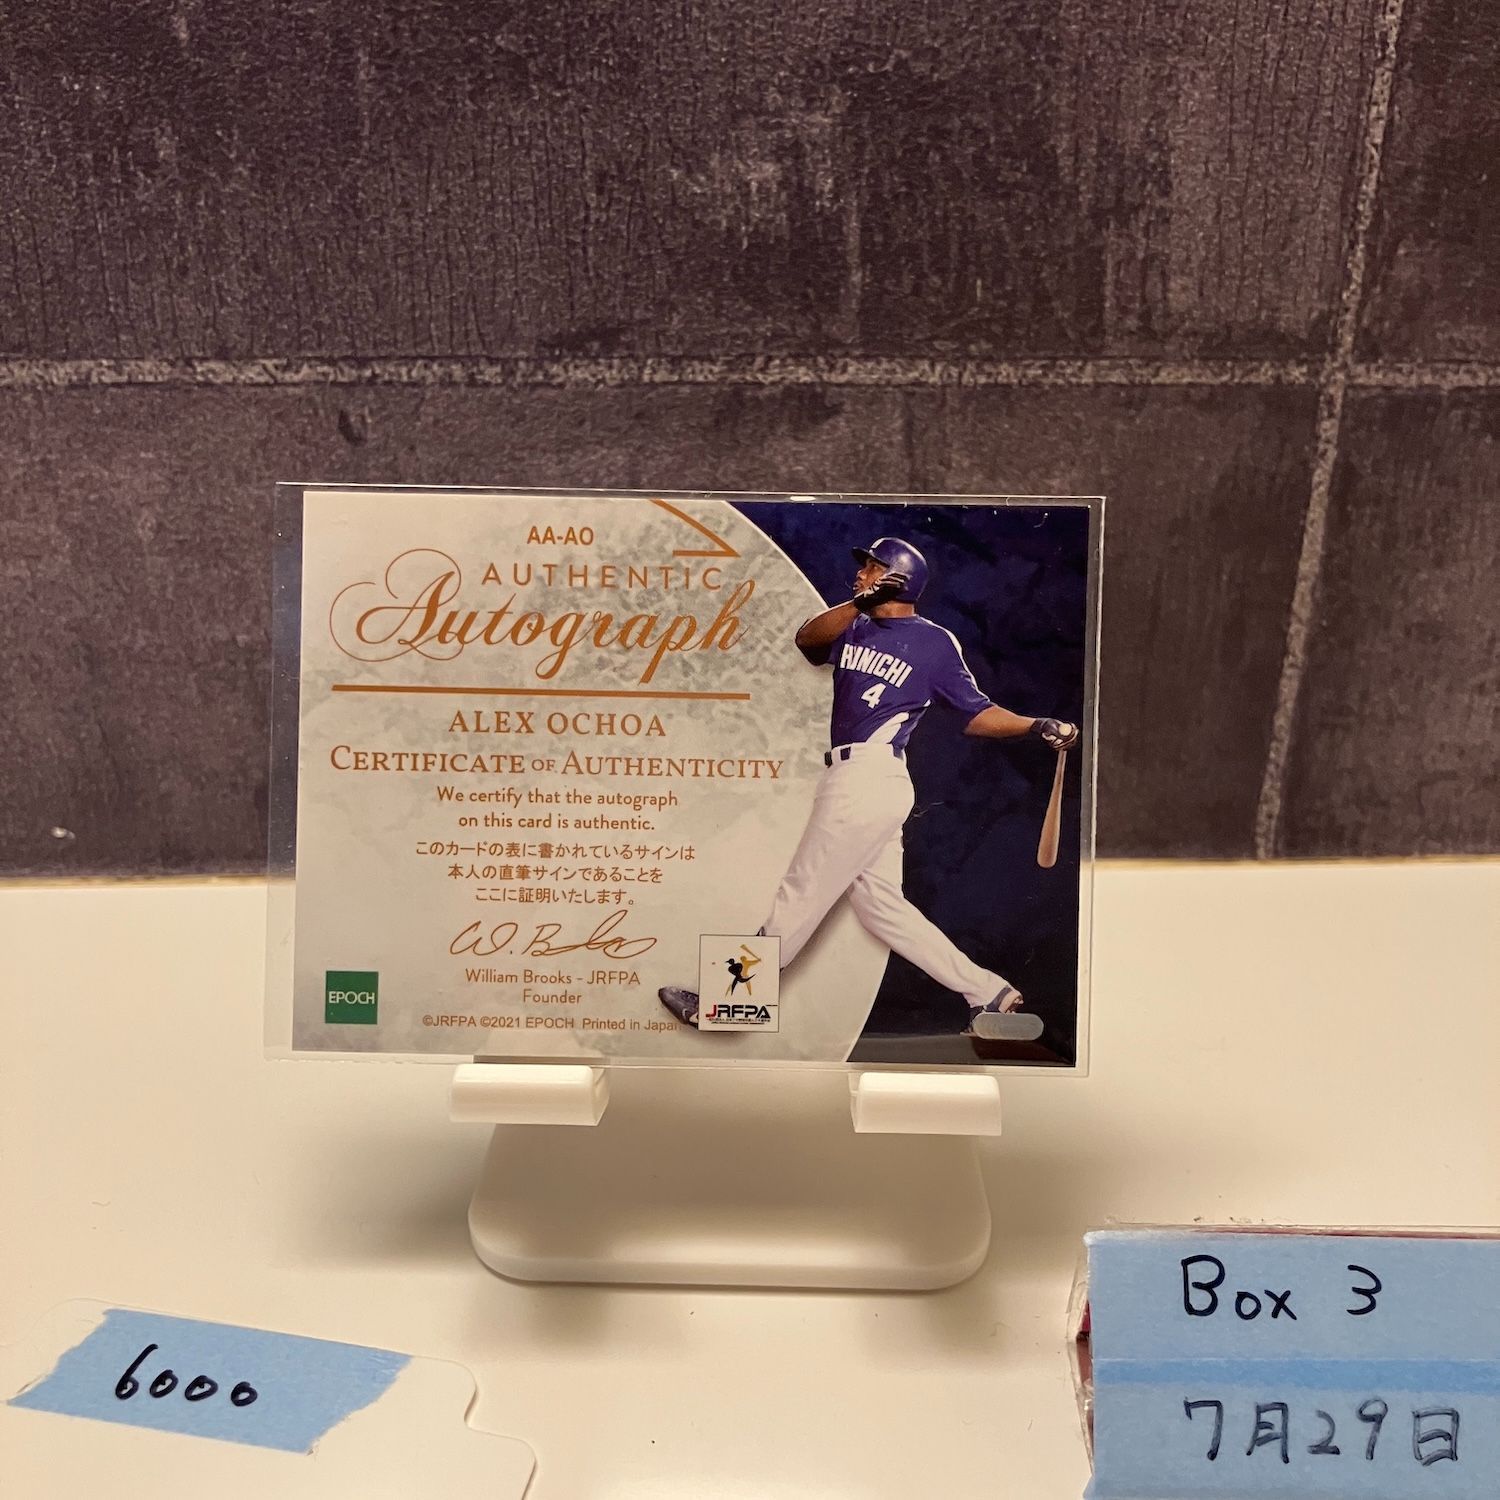 AA-AO
AUTHENTIC
Autograph
ALEX OCHOA
CERTIFICATE OF AUTHENTICITY
We certify that the autograph
on this card is authentic.
このカードの表に書かれているサインは
本人の直筆サインであることを
ここに証明いたします。
W. B
William Brooks - JRFPA
Founder
©JRFPA ©2021 EPOCH Printed in Japan
EPOCH
JRFPA
HUNICHI
4
6000
Box 3
7月29日